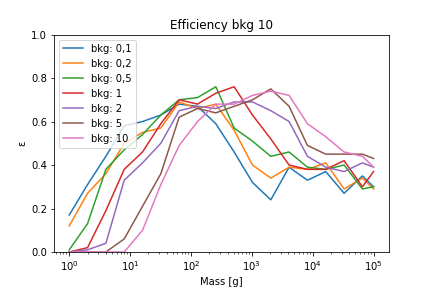 Efficiency bkg 10
1.0
0.8
0.6
0.4
0.2
0.0
ε
bkg: 0,1
bkg: 0,2
bkg: 0,5
bkg: 1
bkg: 2
bkg: 5
bkg: 10
10⁰ 10¹ 10² 10³ 10⁴ 10⁵
Mass [g]